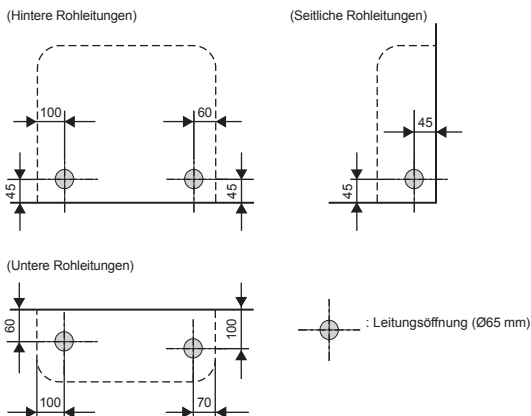 (Hintere Rohleitungen)
(Seitliche Rohleitungen)
100
60
45
45
45
45
(Untere Rohleitungen)
60
100
: Leitungsöffnung (Ø65 mm)
100
70